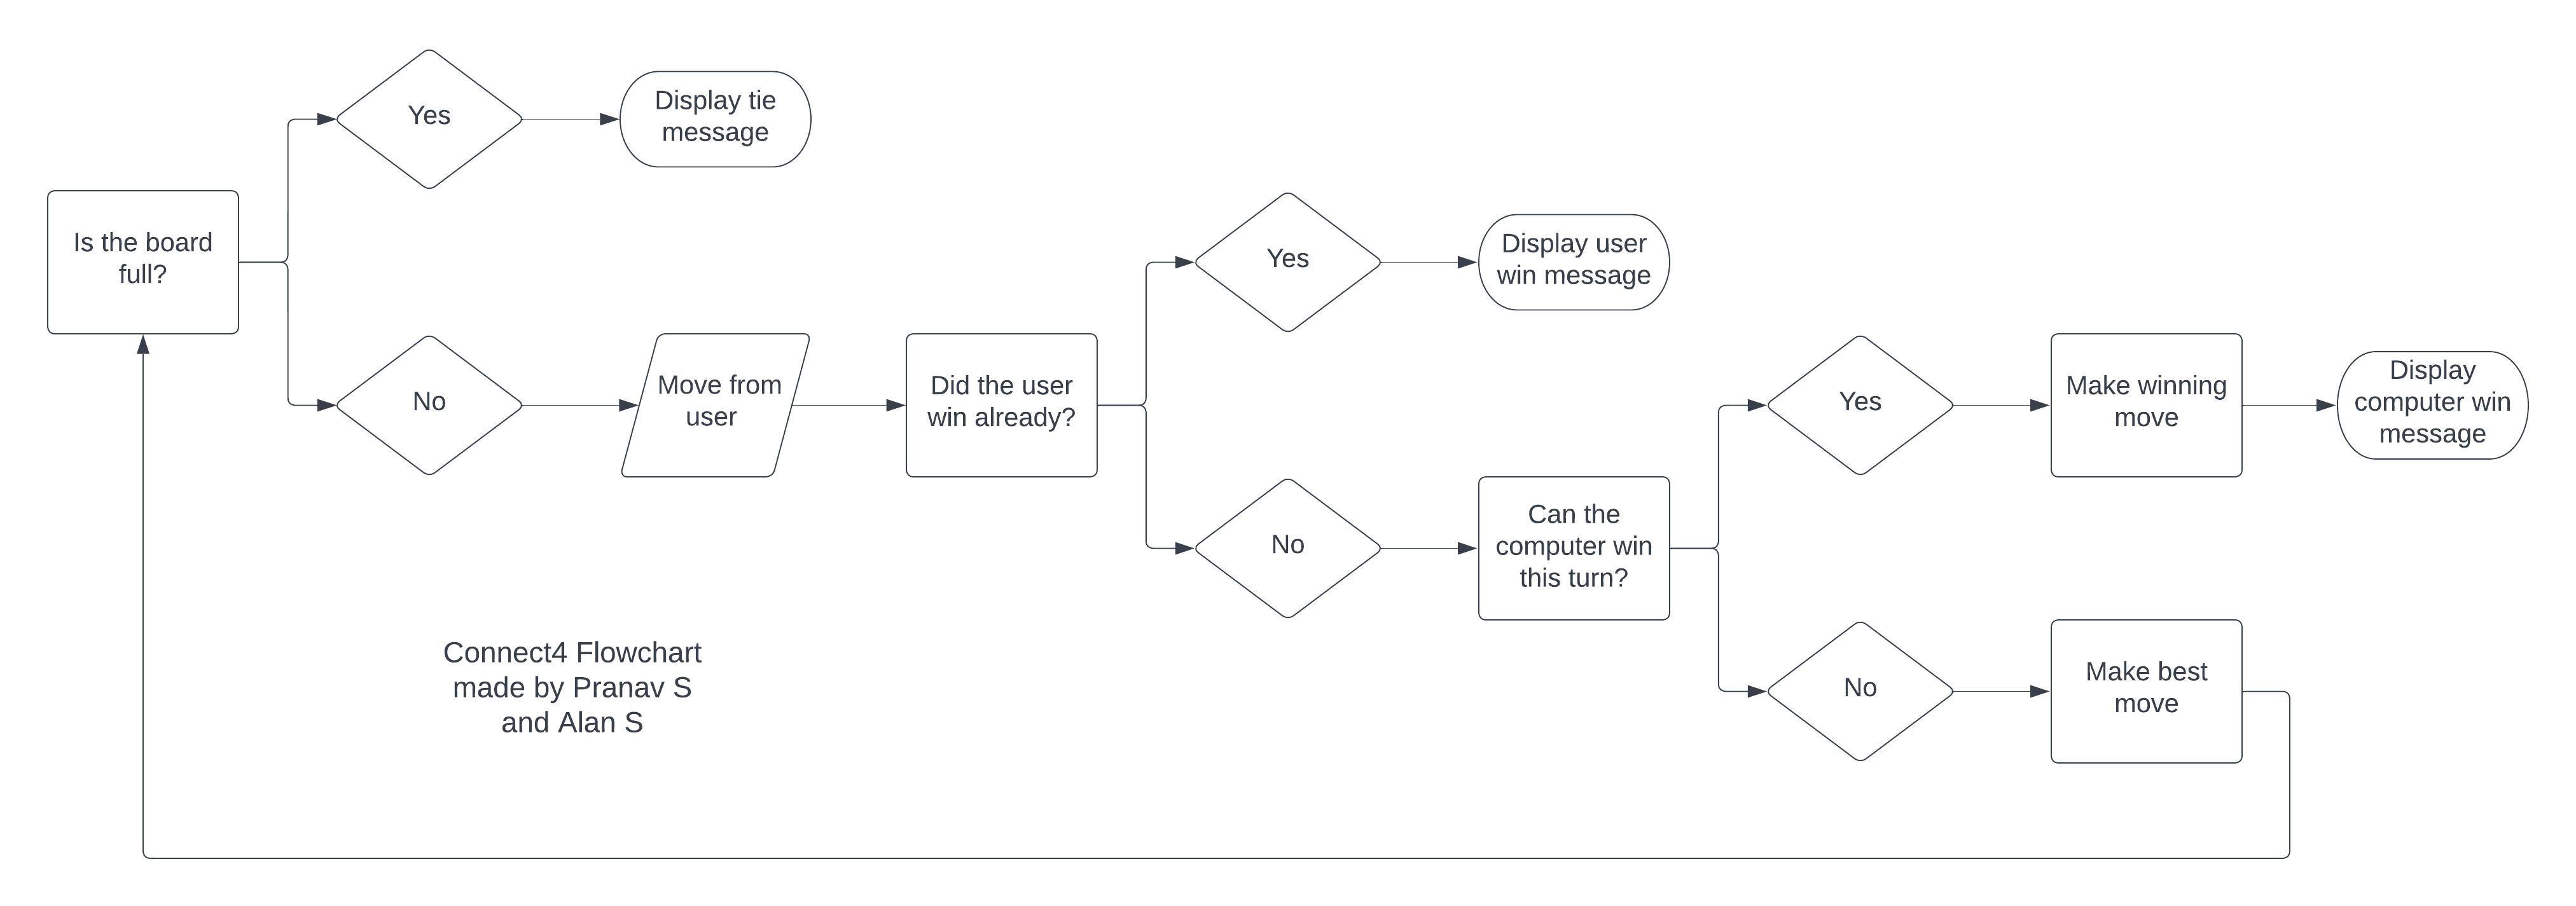 Yes
Display tie
message
Is the board
full?
No
Move from
user
Did the user
win already?
Yes
Display user
win message
No
Can the
computer win
this turn?
Yes
Make winning
move
Display
computer win
message
No
Make best
move
Connect4 Flowchart
made by Pranav S
and Alan S